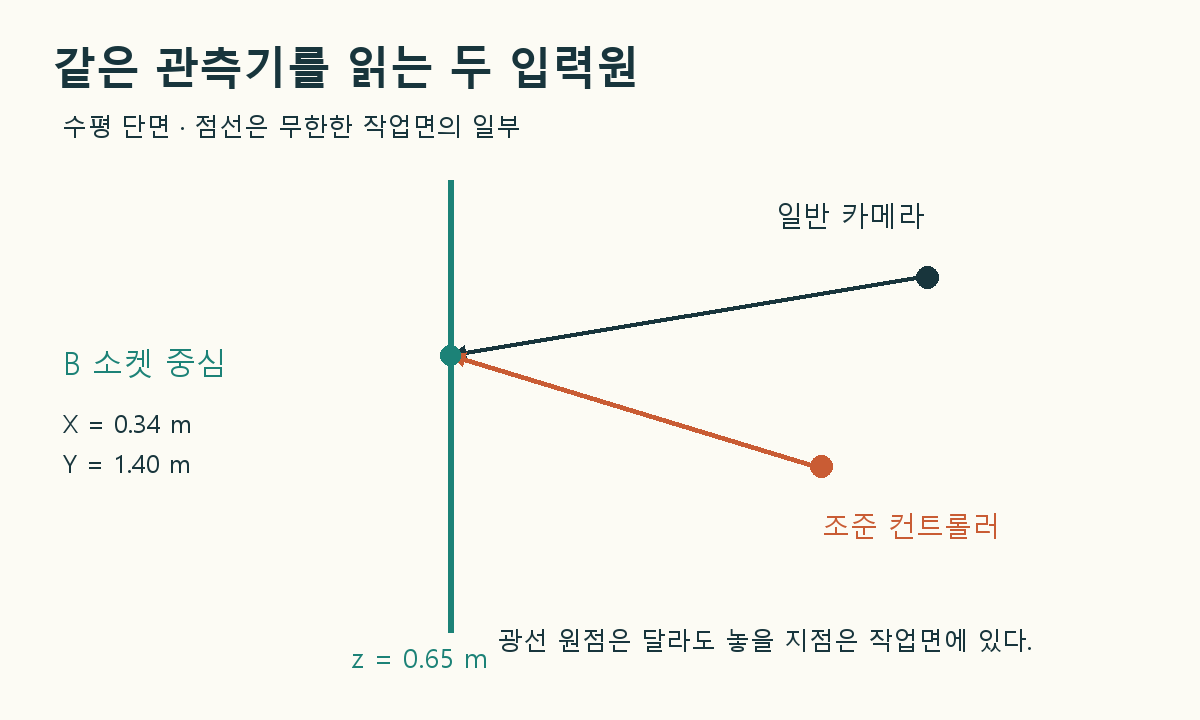 같은 관측기를 읽는 두 입력원
수평 단면 · 점선은 무한한 작업면의 일부
일반 카메라
B 소켓 중심
X = 0.34 m
Y = 1.40 m
조준 컨트롤러
광선 원점은 달라도 놓을 지점은 작업면에 있다.
z = 0.65 m